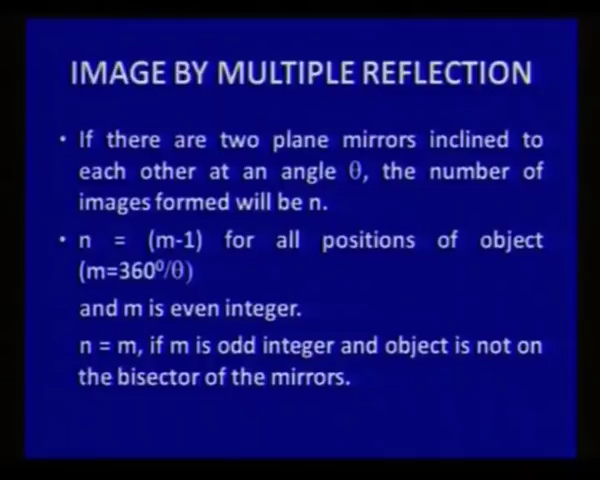 IMAGE BY MULTIPLE REFLECTION
• If there are two plane mirrors inclined to
each other at an angle θ, the number of
images formed will be n.
• n = (m-1) for all positions of object
(m=360⁰/θ)
and m is even integer.
n = m, if m is odd integer and object is not on
the bisector of the mirrors.